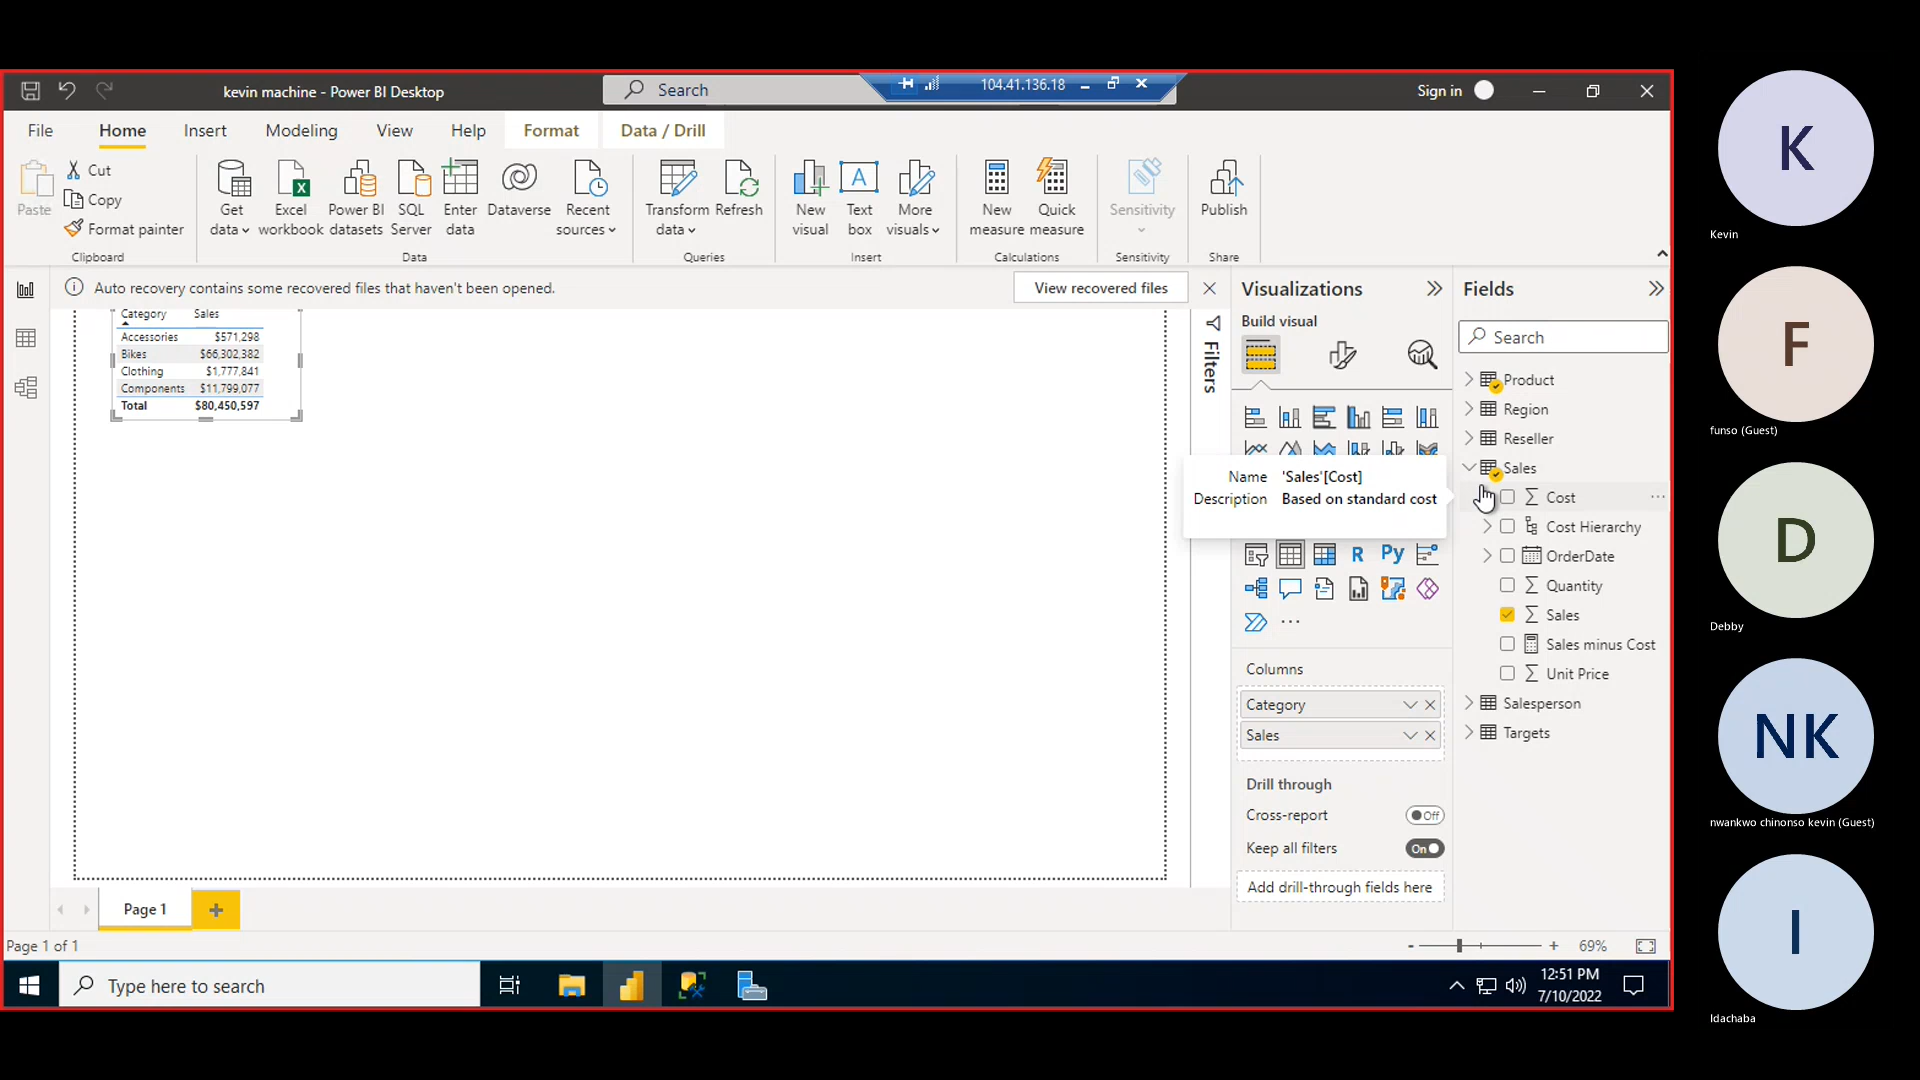 kevin machine - Power BI Desktop
Search
104.41.136.18
Sign in
File
Home
Insert
Modeling
View
Help
Format
Data / Drill
Paste
Cut
Copy
Format painter
Clipboard
Get
data
Excel
workbook
Power BI
datasets
SQL
Server
Enter
data
Dataverse
Recent
sources
Data
Transform
data
Refresh
Queries
New
visual
Text
box
More
visuals
Insert
New
measure
Quick
measure
Calculations
Sensitivity
Sensitivity
Publish
Share
Auto recovery contains some recovered files that haven't been opened.
View recovered files
Category Sales
Accessories $571,298
Bikes $66,302,382
Clothing $1,777,841
Components $11,799,077
Total $80,450,597
Filters
Visualizations
Build visual
Name 'Sales'[Cost]
Description Based on standard cost
R
Py
Columns
Category
Sales
Drill through
Cross-report
Off
Keep all filters
On
Add drill-through fields here
Fields
Search
Product
Region
Reseller
Sales
Cost
Cost Hierarchy
OrderDate
Quantity
Sales
Sales minus Cost
Unit Price
Salesperson
Targets
Page 1
Page 1 of 1
69%
Type here to search
12:51 PM
7/10/2022
K
Kevin
F
funso (Guest)
D
Debby
NK
nwankwo chinonso kevin (Guest)
I
Idachaba